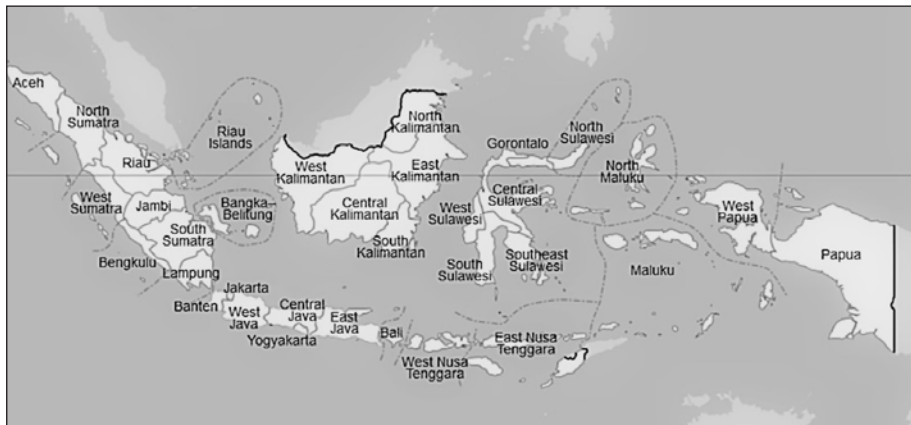 Aceh
North
Sumatra
Riau
Islands
Riau
West
Sumatra
Jambi
Bangka–
Belitung
South
Sumatra
Bengkulu
Lampung
Jakarta
Banten
West
Java
Central
Java
Yogyakarta
East
Java
Bali
West Nusa
Tenggara
East Nusa
Tenggara
North
Kalimantan
West
Kalimantan
East
Kalimantan
Central
Kalimantan
South
Kalimantan
Gorontalo
North
Sulawesi
Central
Sulawesi
West
Sulawesi
South
Sulawesi
Southeast
Sulawesi
North
Maluku
Maluku
West
Papua
Papua